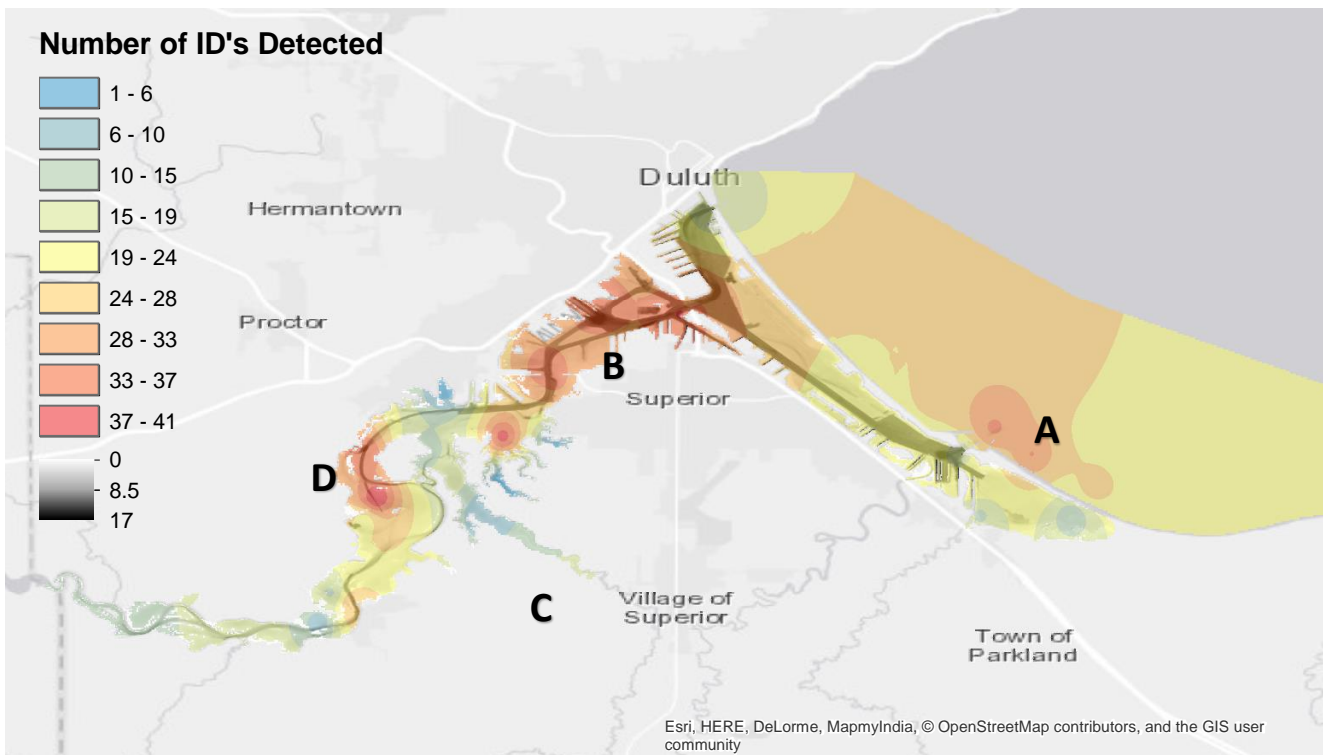 Number of ID's Detected
1 - 6
6 - 10
10 - 15
15 - 19
19 - 24
24 - 28
28 - 33
33 - 37
37 - 41
0
8.5
17
Duluth
Hermantown
Proctor
B
Superior
A
D
C
Village of
Superior
Town of
Parkland
Esri, HERE, DeLorme, MapmyIndia, © OpenStreetMap contributors, and the GIS user
community